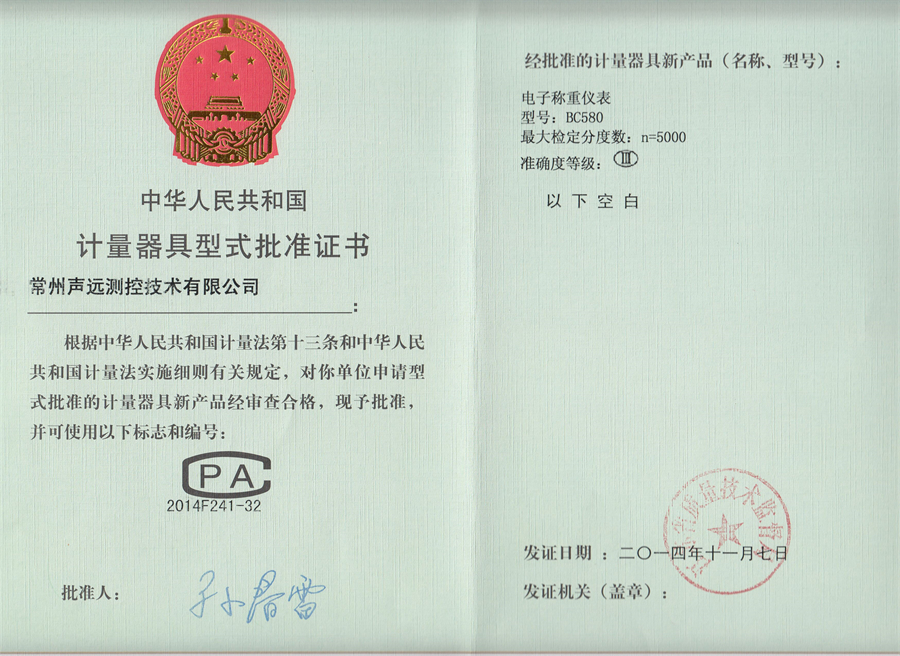 中华人民共和国
计量器具型式批准证书
常州声远测控技术有限公司
:
根据中华人民共和国计量法第十三条和中华人民
共和国计量法实施细则有关规定，对你单位申请型
式批准的计量器具新产品经审查合格，现予批准，
并可使用以下标志和编号：
CPA
2014F241-32
批准人：
经批准的计量器具新产品（名称、型号）：
电子称重仪表
型号：BC580
最大检定分度数：n=5000
准确度等级：Ⅲ
以下空白
省质量技术监督
发证日期：二〇一四年十一月七日
发证机关（盖章）：